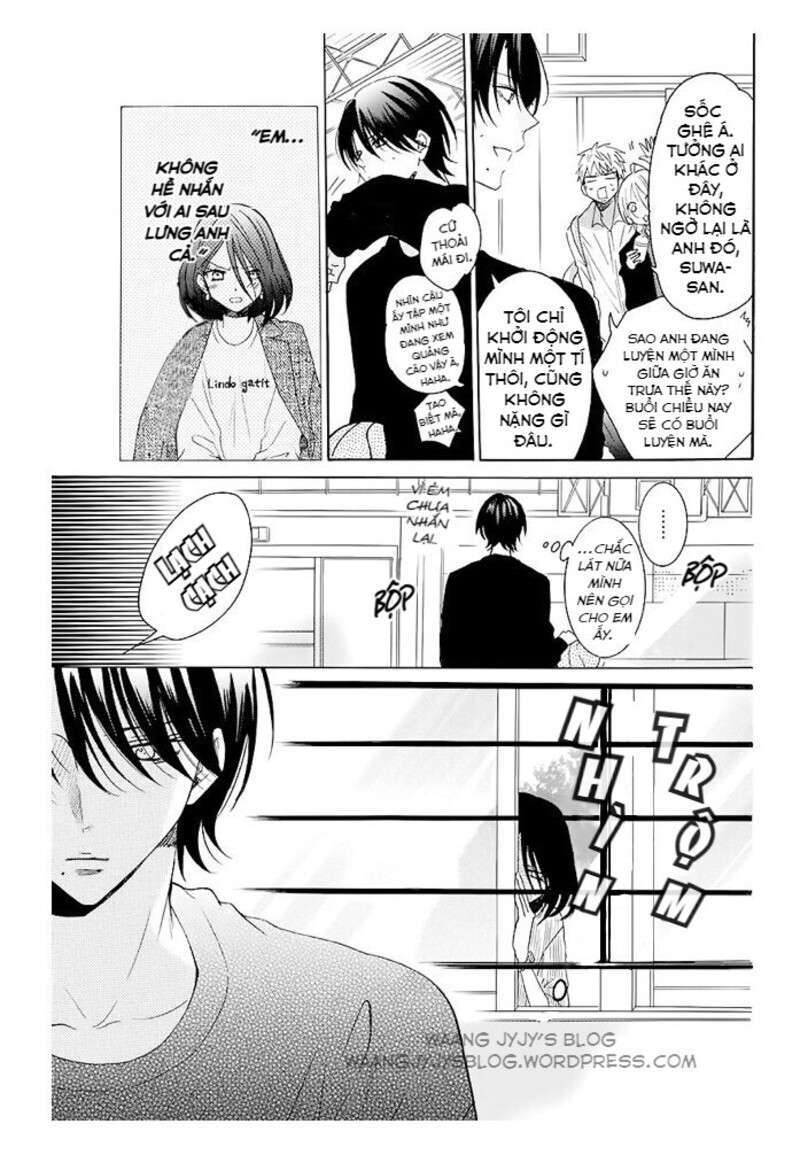 SỐC
GHÊ Á.
TƯỞNG AI
KHÁC Ở
ĐÂY,
KHÔNG
NGỜ LẠI LÀ
ANH ĐÓ,
SUWA-
SAN.
SAO ANH ĐANG
LUYỆN MỘT MÌNH
GIỮA GIỜ ĂN
TRƯA THẾ NÀY?
BUỔI CHIỀU NAY
SẼ CÓ BUỔI
LUYỆN MÃ.
TÔI CHỈ
KHỞI ĐỘNG
MÌNH MỘT TÍ
THÔI, CŨNG
KHÔNG
NẶNG GÌ
ĐÂU.
CỨ
THOẢI
MÁI ĐI.
NHÌN CẬU
ẤY TẬP MỘT
MÌNH NHƯ
ĐANG XEM
QUẢNG
CÁO VẬY Á,
HAHA.
TAO
BIẾT MÀ,
HAHA.
"EM...
KHÔNG
HỀ NHẮN
VỚI AI SAU
LƯNG ANH
CẢ."
Lindo gatit
......
BỘP
...CHẮC
LÁT NỮA
MÌNH
NÊN GỌI
CHO EM
ẤY.
VÌ EM
CHƯA
NHẮN
LẠI
BỘP
LẠCH
CẠCH
TRỘM
NHÌN
WAANG JYJY'S BLOG
WAANGJYJYSBLOG.WORDPRESS.COM